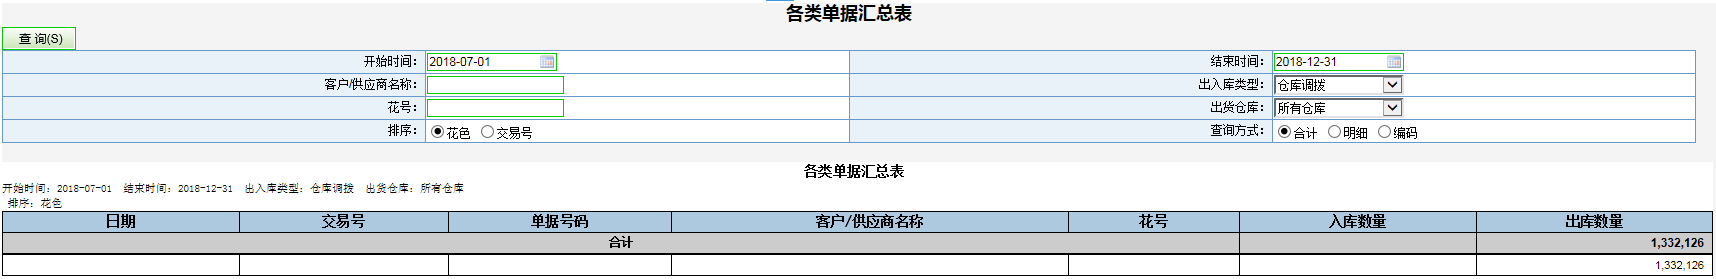 各类单据汇总表
查 询(S)
开始时间： 2018-07-01 结束时间： 2018-12-31
客户/供应商名称： 出入库类型： 仓库调拨
花号： 出货仓库： 所有仓库
排序： 花色 交易号 查询方式： 合计 明细 编码
各类单据汇总表
开始时间：2018-07-01 结束时间：2018-12-31 出入库类型：仓库调拨 出货仓库：所有仓库
排序：花色
日期 交易号 单据号码 客户/供应商名称 花号 入库数量 出库数量
合计 1,332,126
1,332,126